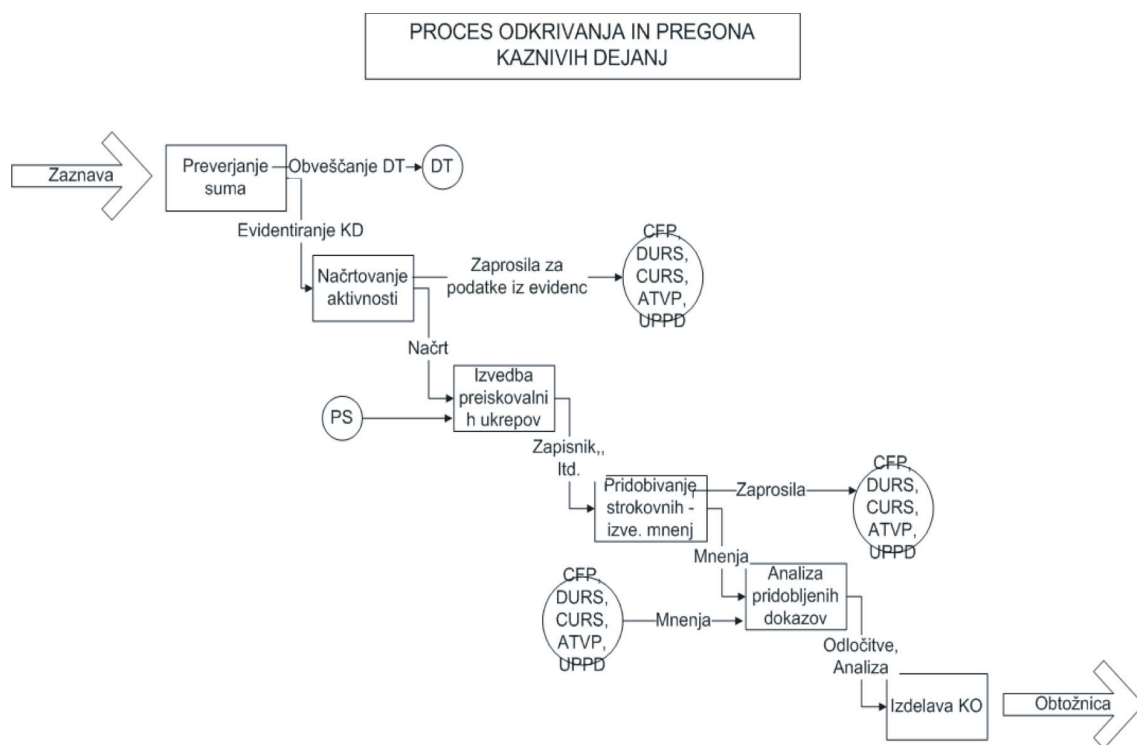 PROCES ODKRIVANJA IN PREGONA
KAZNIVIH DEJANJ
Zaznava
Preverjanje
suma
Obveščanje DT
DT
Evidentiranje KD
Načrtovanje
aktivnosti
Zaprosila za
podatke iz evidenc
CFP,
DURS,
CURS,
ATVP,
UPPD
Načrt
Izvedba
preiskovalni
h ukrepov
PS
Zapisnik,,
Itd.
Pridobivanje
strokovnih -
izve. mnenj
Zaprosila
CFP,
DURS,
CURS,
ATVP,
UPPD
Mnenja
Analiza
pridobljenih
dokazov
CFP,
DURS,
CURS,
ATVP,
UPPD
Mnenja
Odločitve,
Analiza
Izdelava KO
Obtožnica